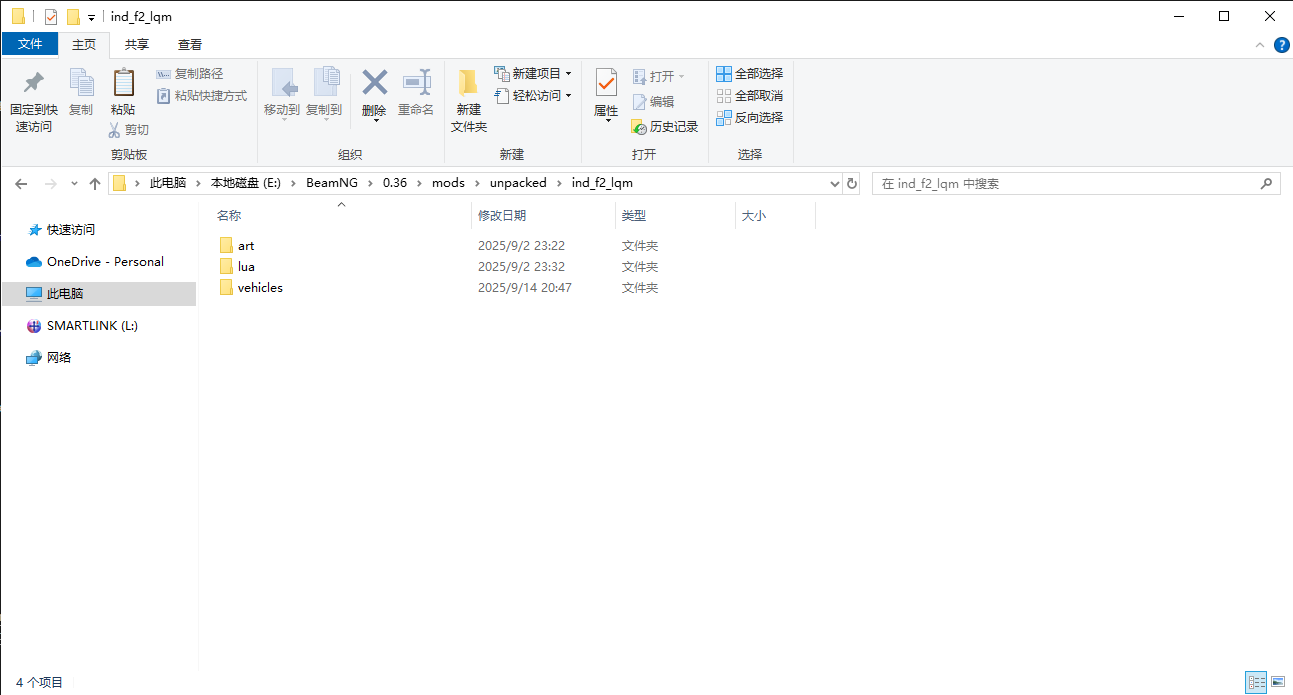 ind_f2_lqm
文件 主页 共享 查看
固定到快
速访问
复制
粘贴
复制路径
粘贴快捷方式
剪切
剪贴板
移动到
复制到
删除
重命名
组织
新建
文件夹
新建项目
轻松访问
新建
属性
打开
编辑
历史记录
打开
全部选择
全部取消
反向选择
选择
此电脑 本地磁盘 (E:) BeamNG 0.36 mods unpacked ind_f2_lqm
在 ind_f2_lqm 中搜索
快速访问
OneDrive - Personal
此电脑
SMARTLINK (L:)
网络
名称 修改日期 类型 大小
art 2025/9/2 23:22 文件夹
lua 2025/9/2 23:32 文件夹
vehicles 2025/9/14 20:47 文件夹
4 个项目